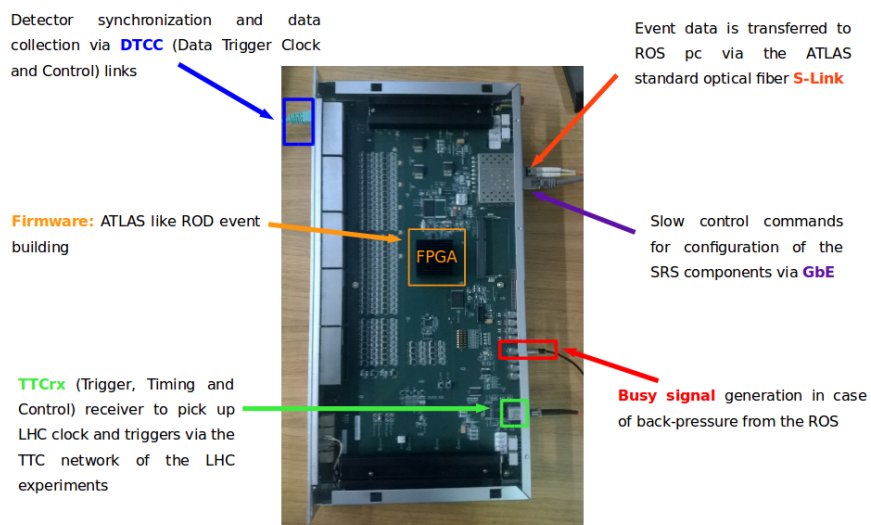 Detector synchronization and data
collection via DTCC (Data Trigger Clock
and Control) links
Event data is transferred to
ROS pc via the ATLAS
standard optical fiber S-Link
Firmware: ATLAS like ROD event
building
FPGA
Slow control commands
for configuration of the
SRS components via GbE
TTCrx (Trigger, Timing and
Control) receiver to pick up
LHC clock and triggers via the
TTC network of the LHC
experiments
Busy signal generation in case
of back-pressure from the ROS